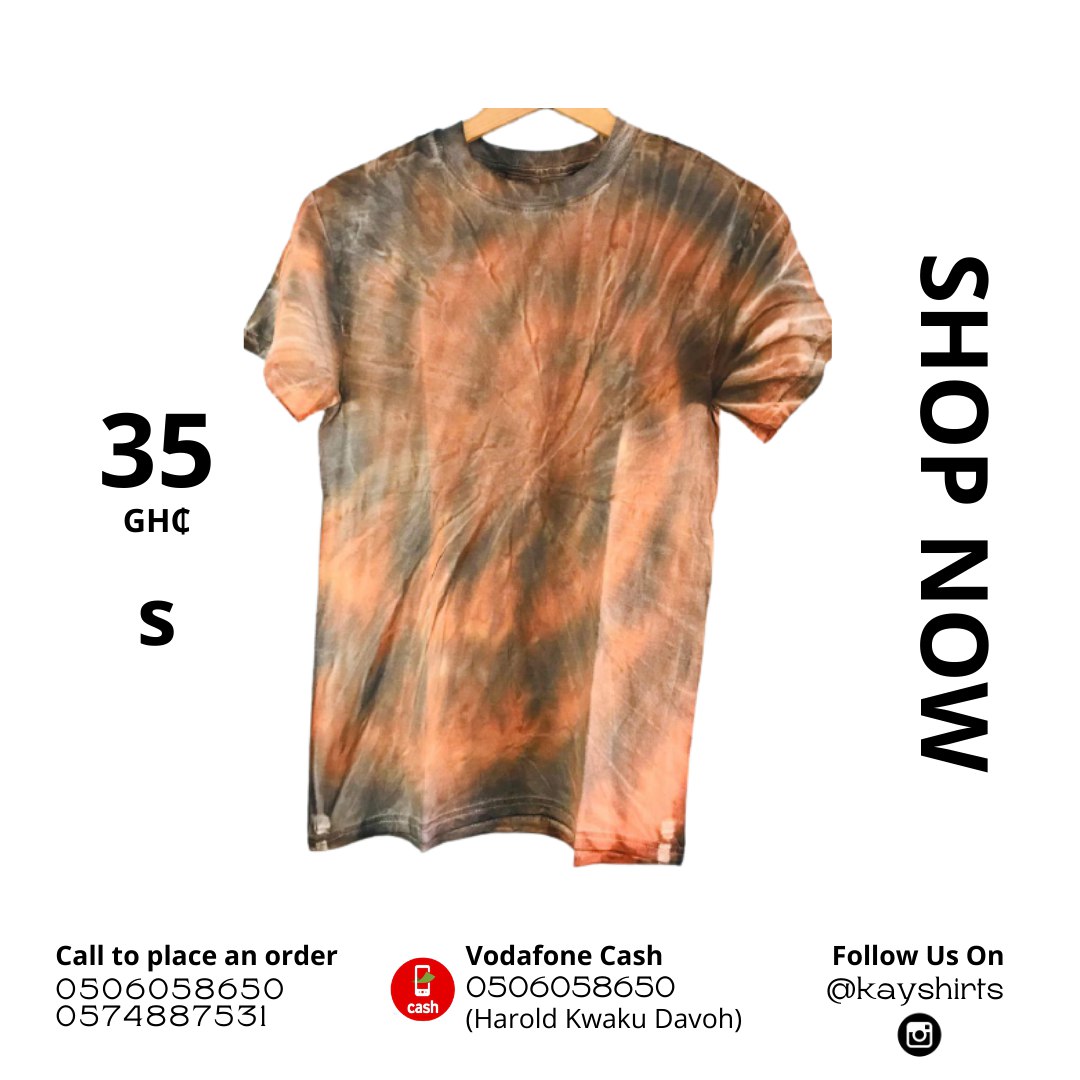 35
GH₵
S
SHOP NOW
Call to place an order
0506058650
0574887531
cash
Vodafone Cash
0506058650
(Harold Kwaku Davoh)
Follow Us On
@kayshirts